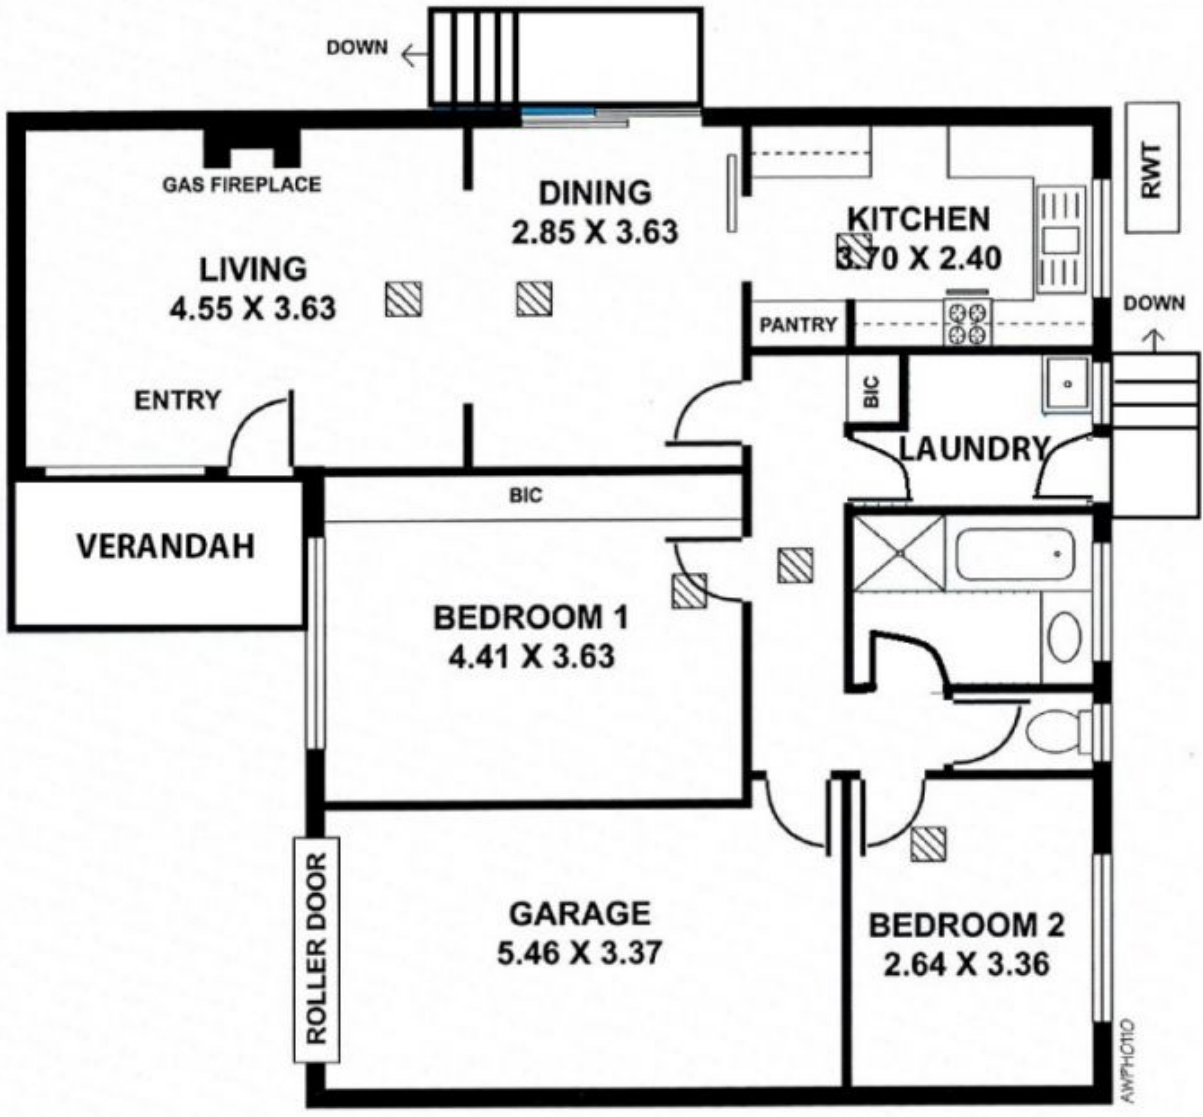 DOWN
RWT
GAS FIREPLACE
DINING
2.85 X 3.63
KITCHEN
3.70 X 2.40
LIVING
4.55 X 3.63
DOWN
PANTRY
ENTRY
BIC
LAUNDRY
BIC
VERANDAH
BEDROOM 1
4.41 X 3.63
ROLLER DOOR
GARAGE
5.46 X 3.37
BEDROOM 2
2.64 X 3.36
AWPHO110